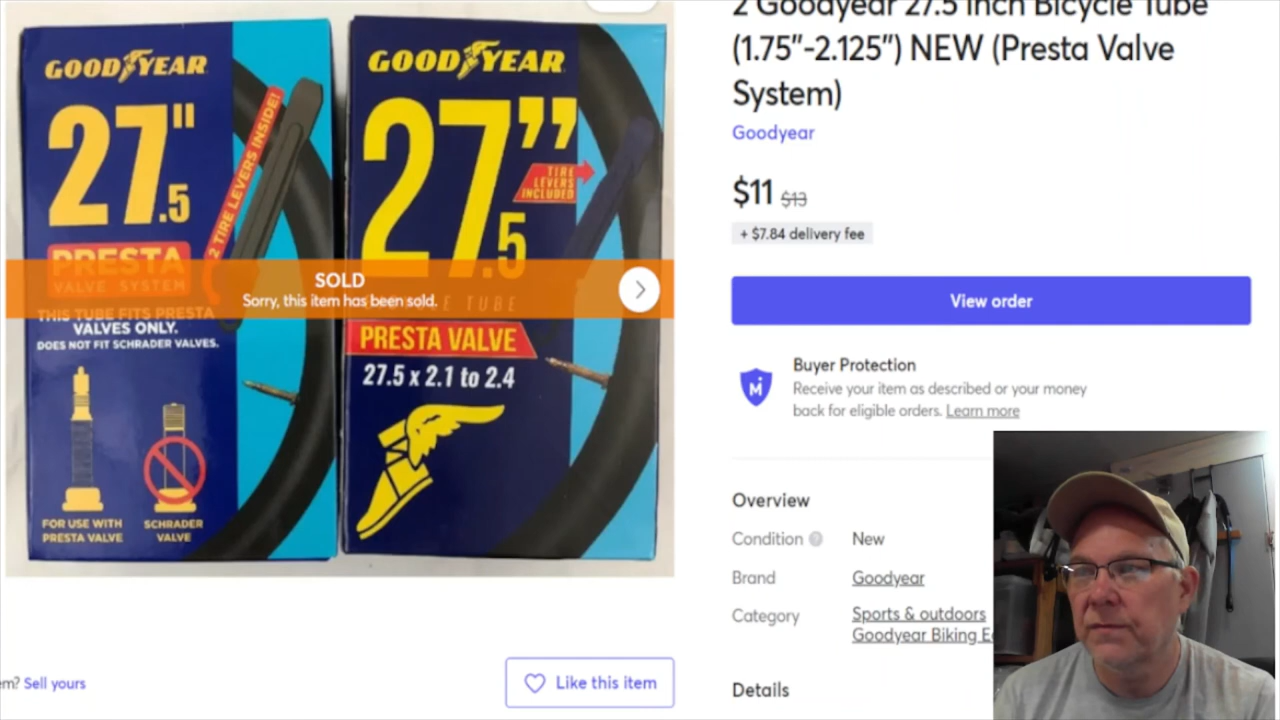 2 Goodyear 27.5 Inch Bicycle Tube
(1.75"-2.125") NEW (Presta Valve
System)
Goodyear
$11 $13
+ $7.84 delivery fee
View order
Buyer Protection
Receive your item as described or your money
back for eligible orders. Learn more
Overview
Condition
New
Brand
Goodyear
Category
Sports & outdoors
Goodyear Biking
Details
GOODYEAR
27"
.5
2 TIRE LEVERS INSIDE!
PRESTA
VALVE SYSTEM
THIS TUBE FITS PRESTA
VALVES ONLY.
DOES NOT FIT SCHRADER VALVES.
FOR USE WITH
PRESTA VALVE
SCHRADER
VALVE
GOODYEAR
27”
.5
TIRE
LEVERS
INCLUDED
TUBE
PRESTA VALVE
27.5 x 2.1 to 2.4
SOLD
Sorry, this item has been sold.
Sell yours
Like this item